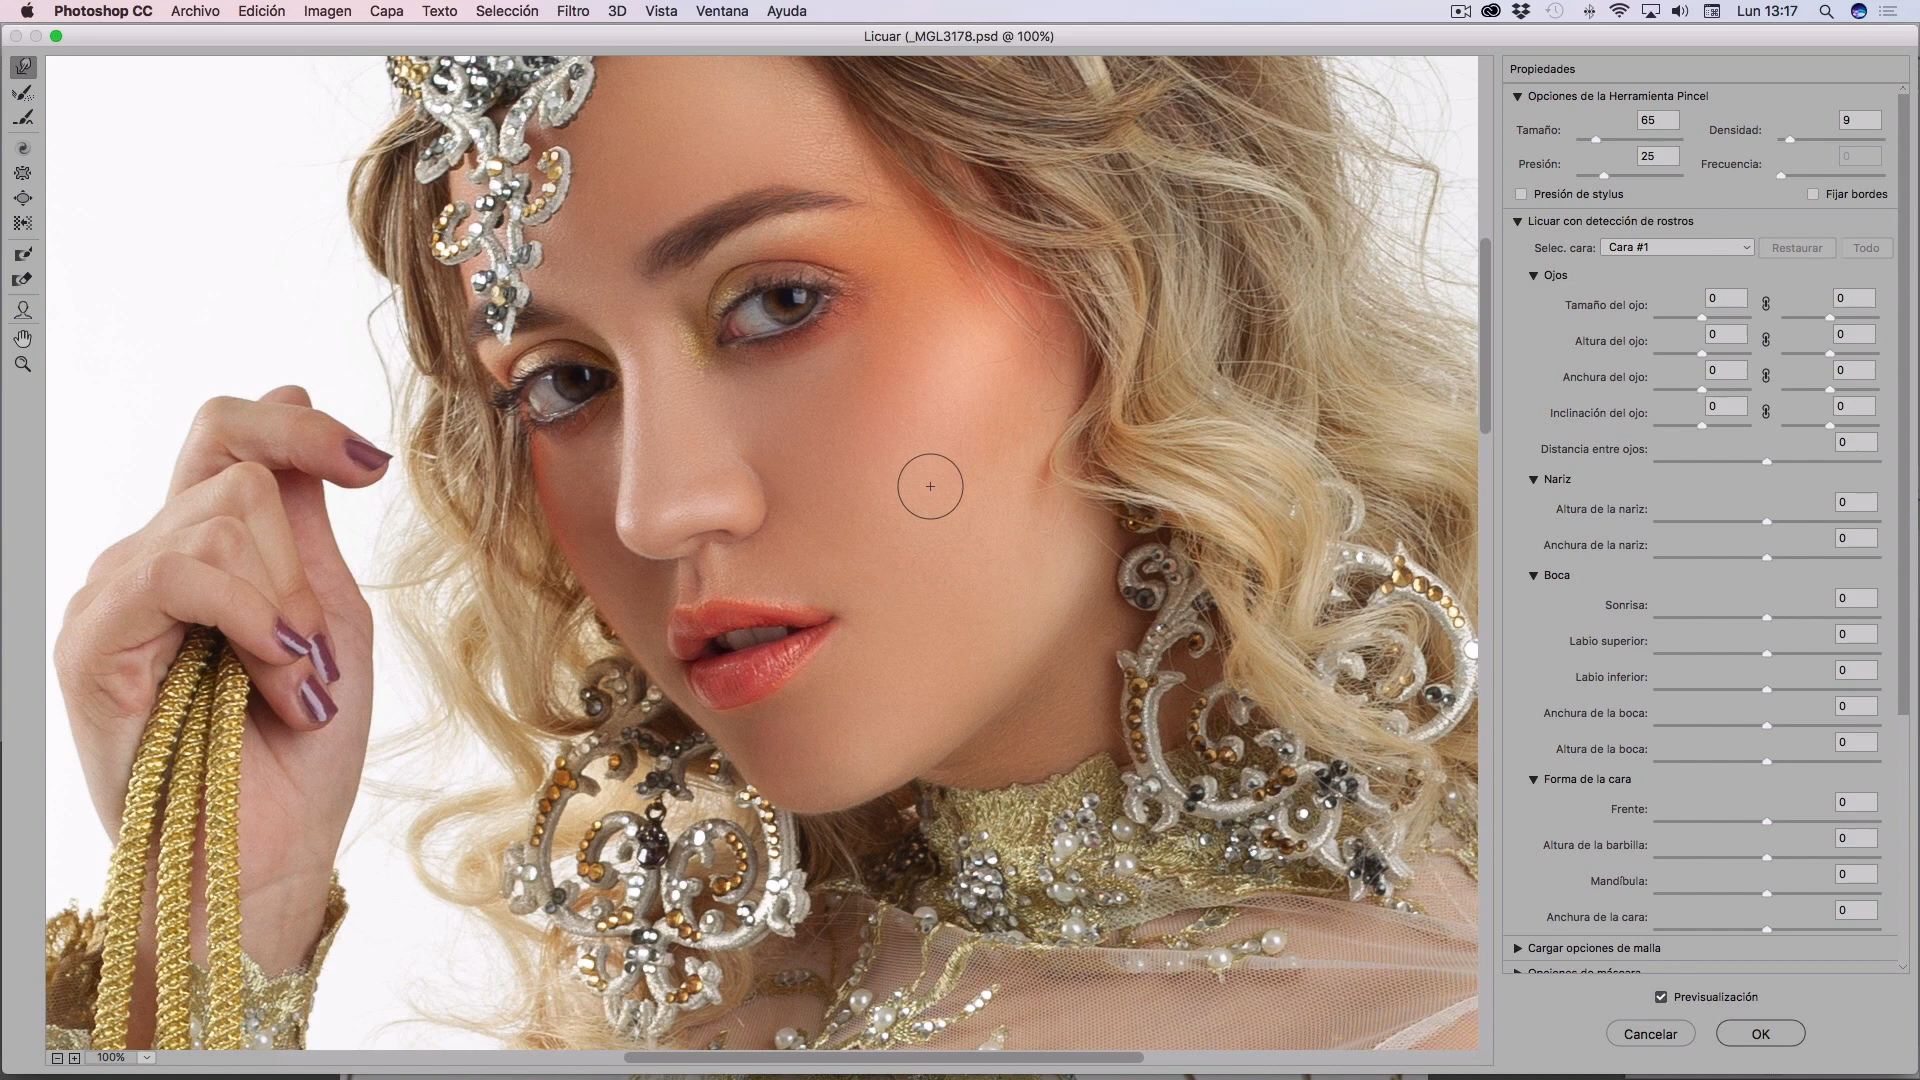 Photoshop CC Archivo Edición Imagen Capa Texto Selección Filtro 3D Vista Ventana Ayuda Lun 13:17
Licuar (_MGL3178.psd @ 100%)
Propiedades
Opciones de la Herramienta Pincel
Tamaño: 65 Densidad: 9
Presión: 25 Frecuencia: 0
Presión de stylus Fijar bordes
Licuar con detección de rostros
Selec. cara: Cara #1 Restaurar Todo
Ojos
Tamaño del ojo: 0 0
Altura del ojo: 0 0
Anchura del ojo: 0 0
Inclinación del ojo: 0 0
Distancia entre ojos: 0
Nariz
Altura de la nariz: 0
Anchura de la nariz: 0
Boca
Sonrisa: 0
Labio superior: 0
Labio inferior: 0
Anchura de la boca: 0
Altura de la boca: 0
Forma de la cara
Frente: 0
Altura de la barbilla: 0
Mandíbula: 0
Anchura de la cara: 0
Cargar opciones de malla
Opciones de máscara
Previsualización
Cancelar OK
100%